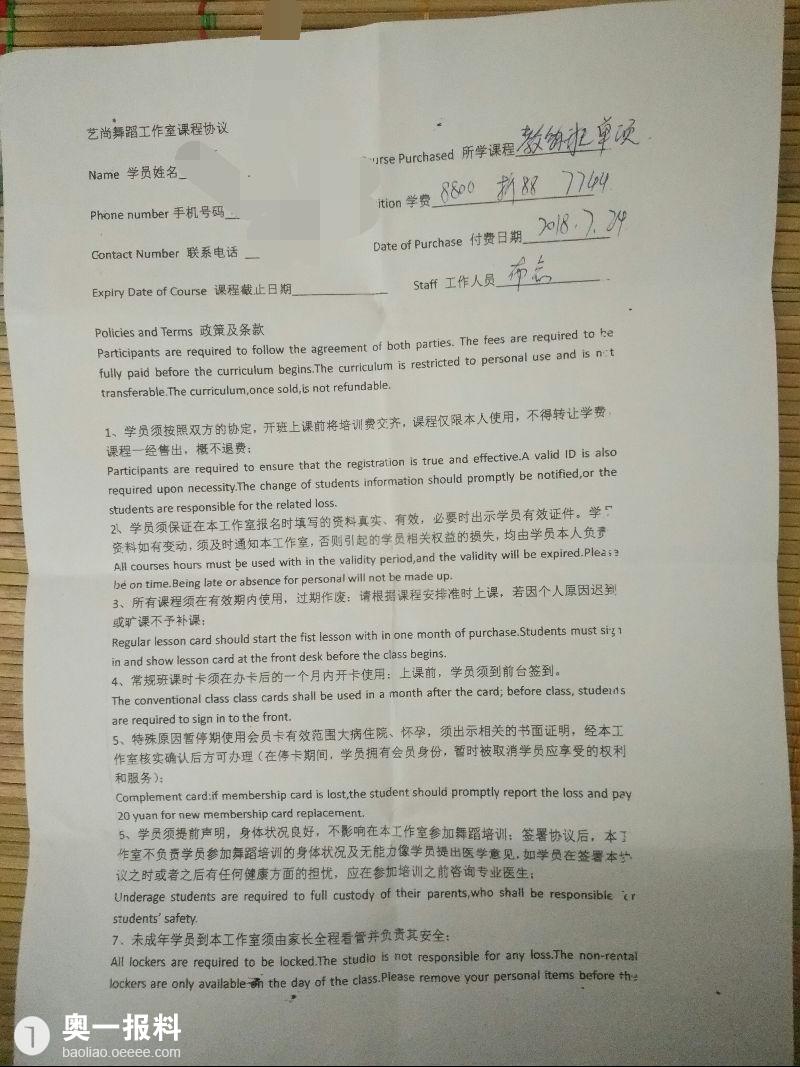 艺尚舞蹈工作室课程协议
Name 学员姓名_
urse Purchased 所学课程 教练班单项
Phone number 手机号码__
ition 学费 8800 折88 7744
Contact Number 联系电话 __
Date of Purchase 付费日期 2018.7.24
Expiry Date of Course 课程截止日期
Staff 工作人员
Policies and Terms 政策及条款
Participants are required to follow the agreement of both parties. The fees are required to be
fully paid before the curriculum begins.The curriculum is restricted to personal use and is not
transferable.The curriculum,once sold,is not refundable.
1、学员须按照双方的协定，开班上课前将培训费交齐，课程仅限本人使用，不得转让学费
课程一经售出，概不退费；
Participants are required to ensure that the registration is true and effective.A valid ID is also
required upon necessity.The change of students information should promptly be notified,or the
students are responsible for the related loss.
2、学员须保证在本工作室报名时填写的资料真实、有效，必要时出示学员有效证件。学员
资料如有变动，须及时通知本工作室，否则引起的学员相关权益的损失，均由学员本人负责
All courses hours must be used with in the validity period,and the validity will be expired.Please
be on time.Being late or absence for personal will not be made up.
3、所有课程须在有效期内使用，过期作废；请根据课程安排准时上课，若因个人原因迟到
或旷课不予补课；
Regular lesson card should start the fist lesson with in one month of purchase.Students must sign
in and show lesson card at the front desk before the class begins.
4、常规班课时卡须在办卡后的一个月内开卡使用；上课前，学员须到前台签到。
The conventional class class cards shall be used in a month after the card; before class, students
are required to sign in to the front.
5、特殊原因暂停期使用会员卡有效范围大病住院、怀孕，须出示相关的书面证明，经本工
作室核实确认后方可办理（在停卡期间，学员拥有会员身份，暂时被取消学员应享受的权利
和服务）；
Complement card:if membership card is lost,the student should promptly report the loss and pay
20 yuan for new membership card replacement.
6、学员须提前声明，身体状况良好，不影响在本工作室参加舞蹈培训；签署协议后，本工
作室不负责学员参加舞蹈培训的身体状况及无能力像学员提出医学意见，如学员在签署本协
议之时或者之后有任何健康方面的担忧，应在参加培训之前咨询专业医生；
Underage students are required to full custody of their parents,who shall be responsible for
students' safety.
7、未成年学员到本工作室须由家长全程看管并负责其安全；
All lockers are required to be locked.The studio is not responsible for any loss.The non-rental
lockers are only available on the day of the class.Please remove your personal items before the
奥一报料
baoliao.oeeee.com